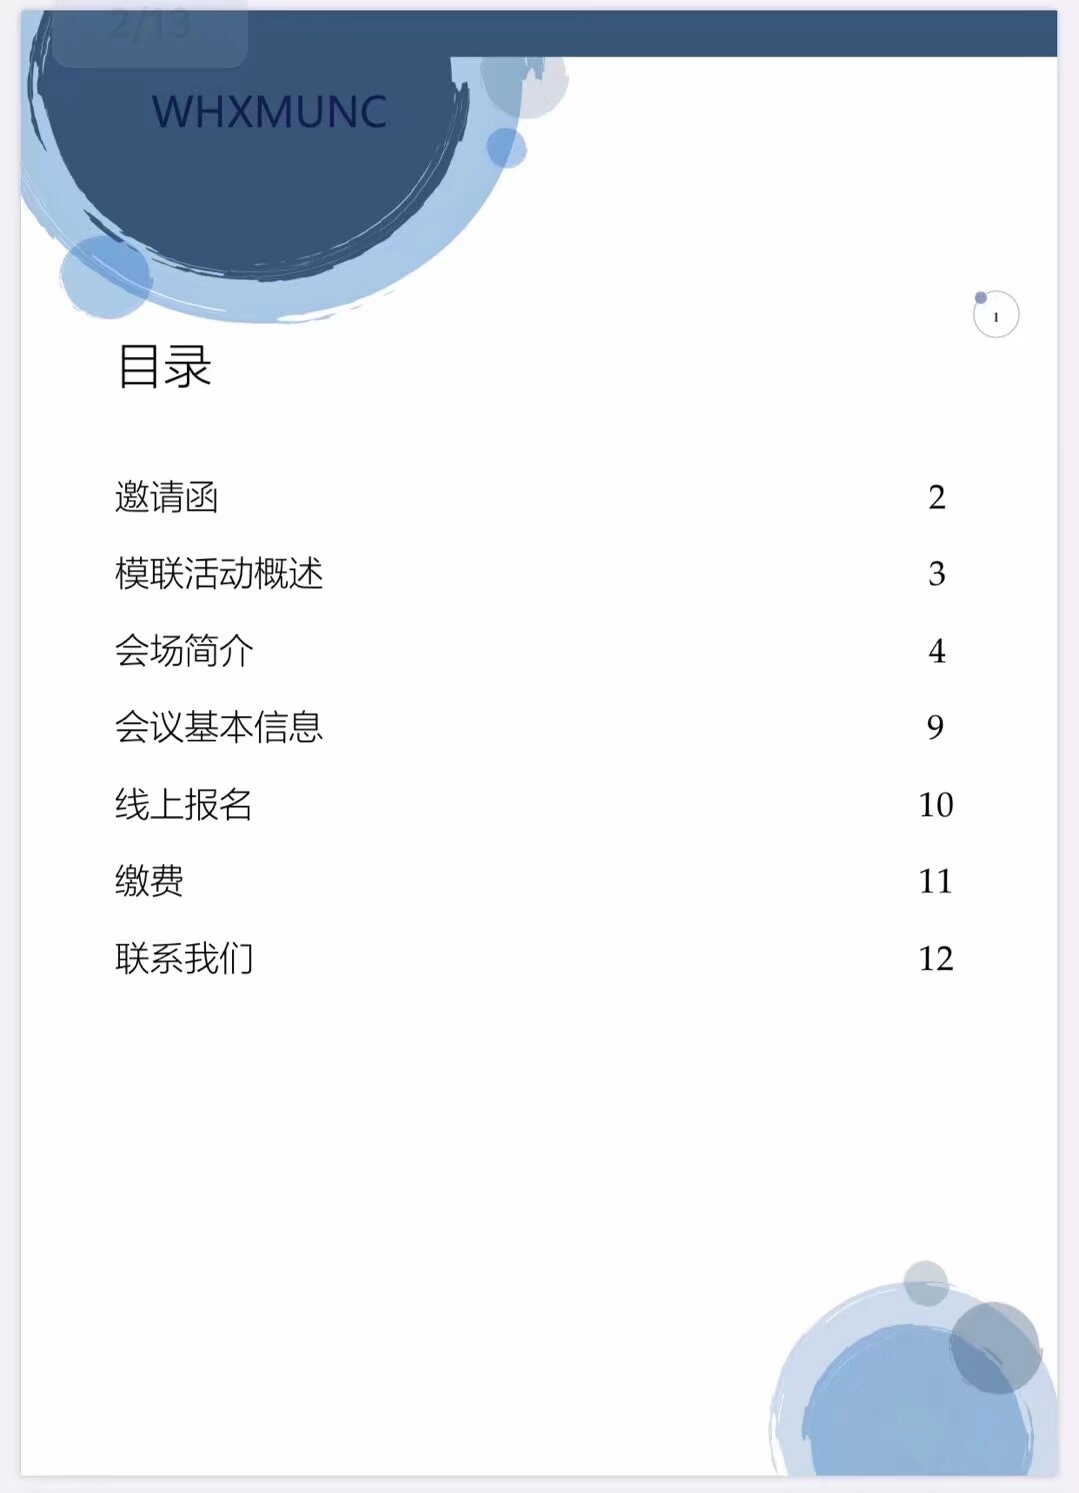 2/13
WHXMUNC
1
目录
邀请函 2
模联活动概述 3
会场简介 4
会议基本信息 9
线上报名 10
缴费 11
联系我们 12